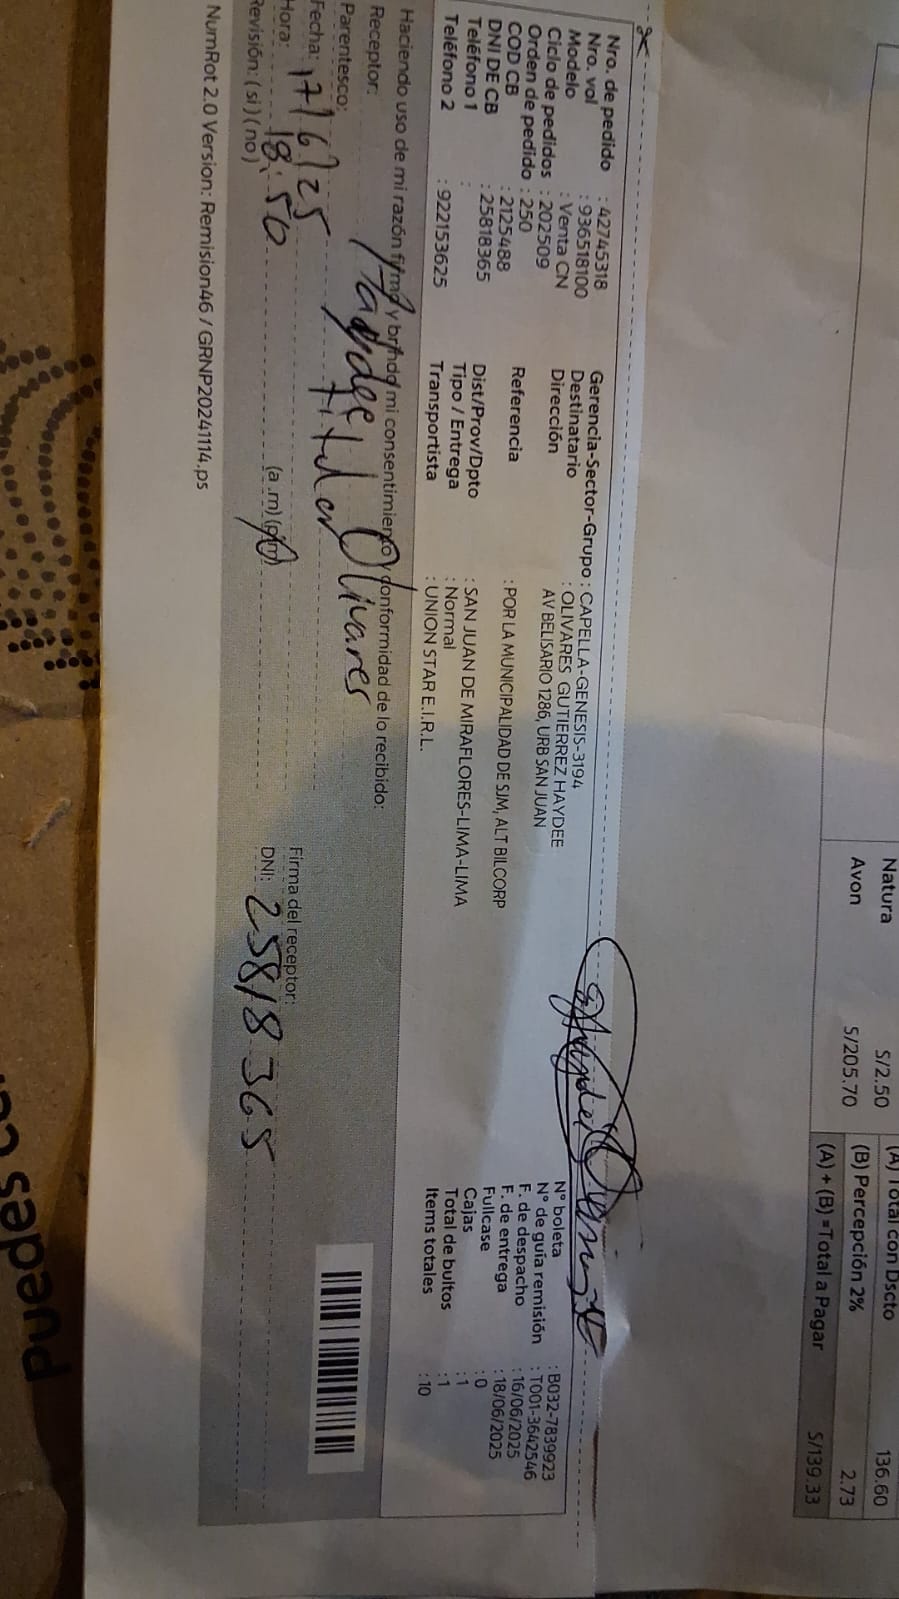 Natura S/2.50
Avon S/205.70
(A) Total con Dscto 136.60
(B) Percepción 2% 2.73
(A) + (B) =Total a Pagar S/139.33
Nro. de pedido : 42745318
Nro. vol : 936518100
Modelo : Venta CN
Ciclo de pedidos : 202509
Orden de pedido : 250
COD CB : 2125488
DNI DE CB : 25818365
Teléfono 1 :
Teléfono 2 : 922153625
Gerencia-Sector-Grupo : CAPELLA-GENESIS-3194
Destinatario : OLIVARES GUTIERREZ HAYDEE
Dirección AV BELISARIO 1286, URB SAN JUAN
Referencia : POR LA MUNICIPALIDAD DE SJM, ALT BILCORP
Dist/Prov/Dpto : SAN JUAN DE MIRAFLORES-LIMA-LIMA
Tipo / Entrega : Normal
Transportista : UNION STAR E.I.R.L.
N° boleta : B032-7839923
N° de guía remisión : T001-3642546
F. de despacho : 16/06/2025
F. de entrega : 18/06/2025
Fullcase : 0
Cajas : 1
Total de bultos : 1
Items totales : 10
Haciendo uso de mi razón firmo y brindo mi consentimiento y conformidad de lo recibido:
Receptor: Haydee Olivares
Parentesco: titular
Fecha: 17/6/25
Firma del receptor:
Hora: 18:50 (a.m) (pm)
DNI: 25818365
Revisión: ( si ) ( no )
NumRot 2.0 Version: Remision46 / GRNP20241114.ps
puedes